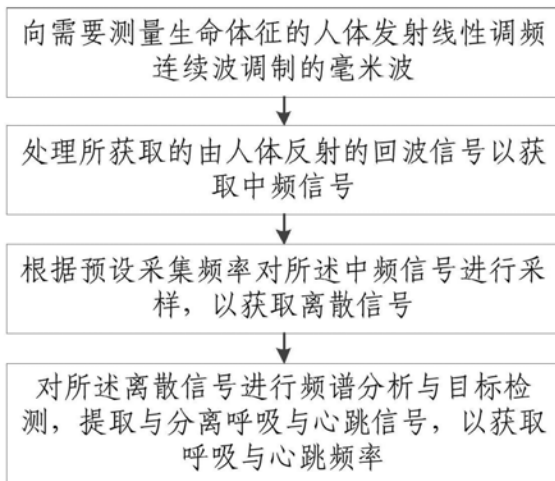 向需要测量生命体征的人体发射线性调频
连续波调制的毫米波
处理所获取的由人体反射的回波信号以获
取中频信号
根据预设采集频率对所述中频信号进行采
样，以获取离散信号
对所述离散信号进行频谱分析与目标检
测，提取与分离呼吸与心跳信号，以获取
呼吸与心跳频率